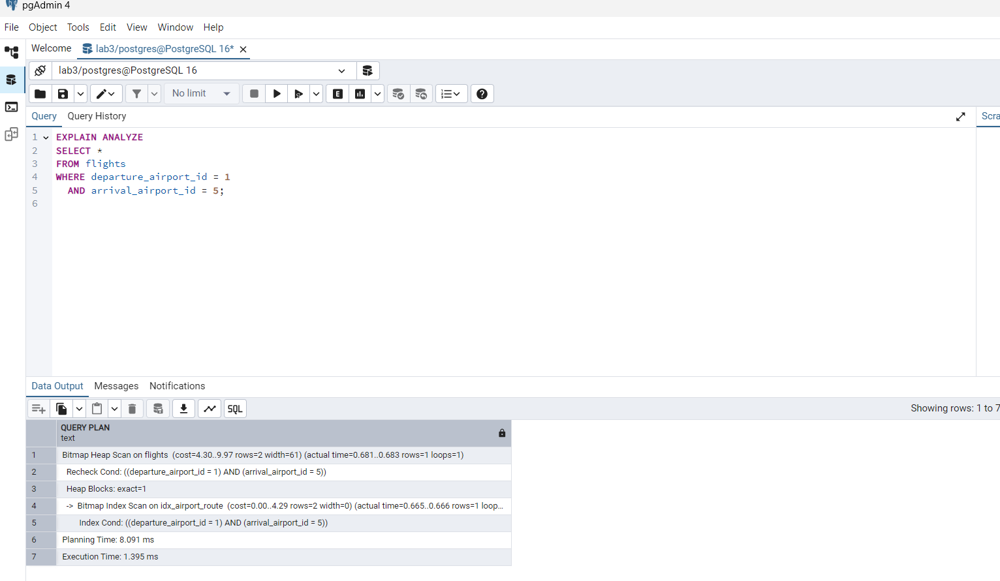 pgAdmin 4
File Object Tools Edit View Window Help
Welcome lab3/postgres@PostgreSQL 16*
lab3/postgres@PostgreSQL 16
No limit E
Query Query History Scra
1 EXPLAIN ANALYZE
2 SELECT *
3 FROM flights
4 WHERE departure_airport_id = 1
5 AND arrival_airport_id = 5;
6
Data Output Messages Notifications
SQL Showing rows: 1 to 7
QUERY PLAN
text
1 Bitmap Heap Scan on flights (cost=4.30..9.97 rows=2 width=61) (actual time=0.681..0.683 rows=1 loops=1)
2 Recheck Cond: ((departure_airport_id = 1) AND (arrival_airport_id = 5))
3 Heap Blocks: exact=1
4 -> Bitmap Index Scan on idx_airport_route (cost=0.00..4.29 rows=2 width=0) (actual time=0.665..0.666 rows=1 loop...
5 Index Cond: ((departure_airport_id = 1) AND (arrival_airport_id = 5))
6 Planning Time: 8.091 ms
7 Execution Time: 1.395 ms